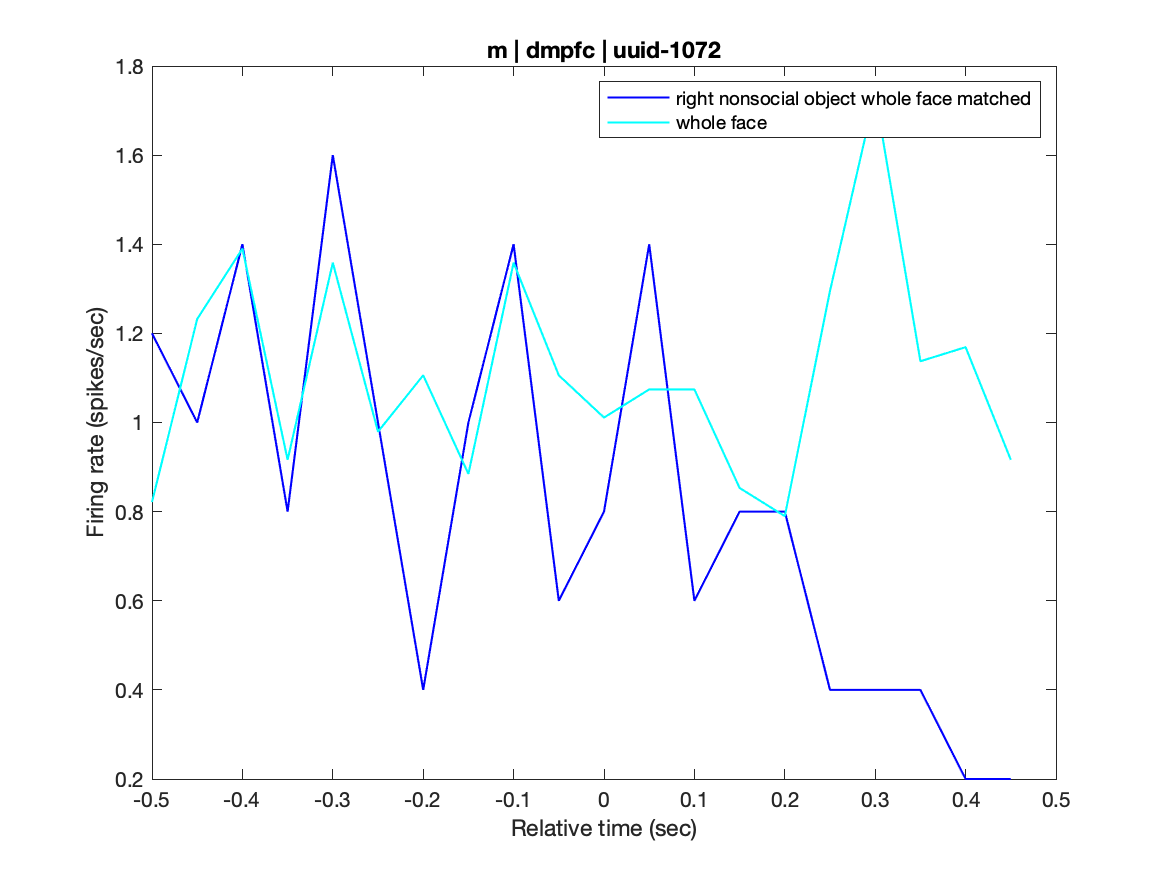 m | dmpfc | uuid-1072
1.8
1.6
1.4
1.2
1
0.8
0.6
0.4
0.2
Firing rate (spikes/sec)
right nonsocial object whole face matched
whole face
-0.5 -0.4 -0.3 -0.2 -0.1 0 0.1 0.2 0.3 0.4 0.5
Relative time (sec)